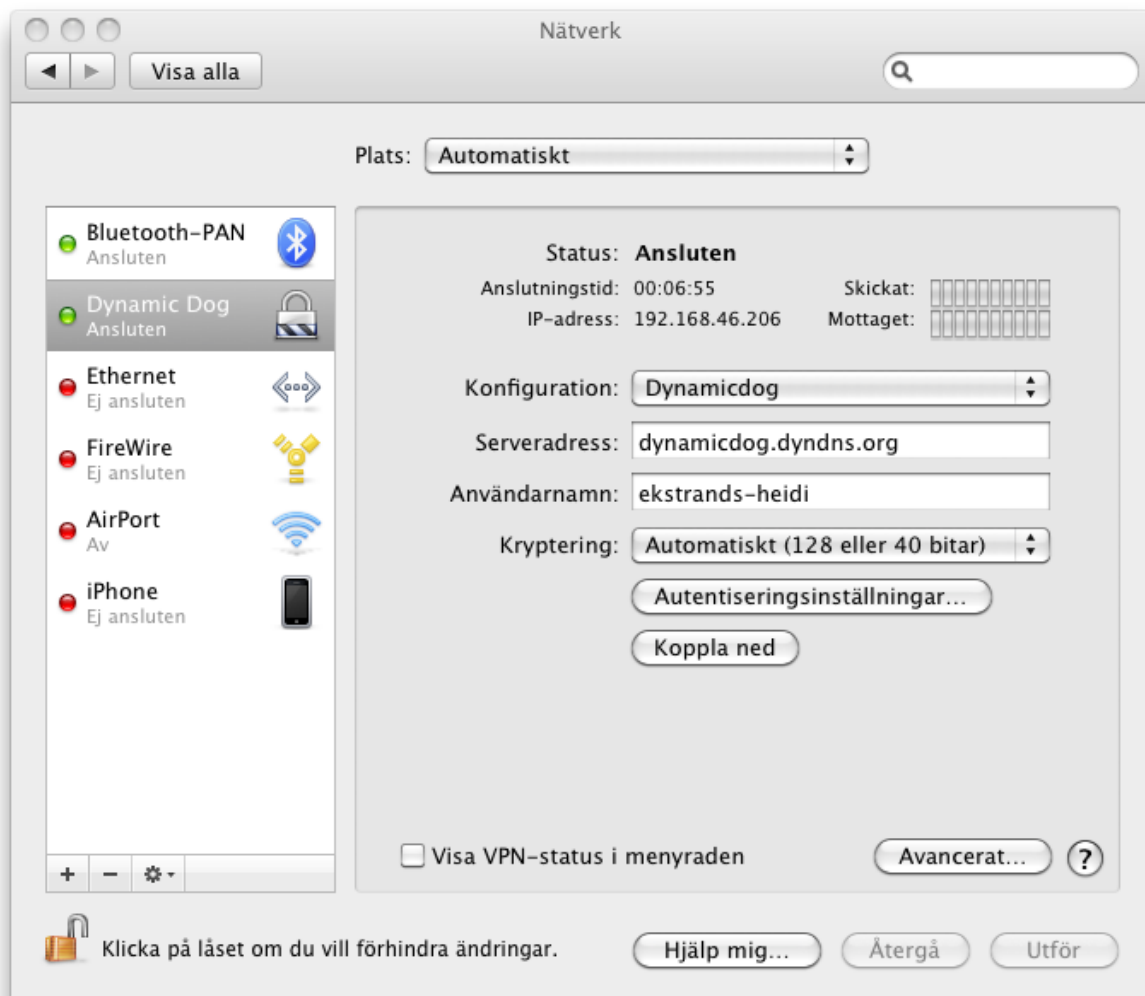 Nätverk
Visa alla
Plats: Automatiskt
Bluetooth-PAN
Ansluten
Dynamic Dog
Ansluten
Ethernet
Ej ansluten
FireWire
Ej ansluten
AirPort
Av
iPhone
Ej ansluten
Status: Ansluten
Anslutningstid: 00:06:55 Skickat:
IP-adress: 192.168.46.206 Mottaget:
Konfiguration: Dynamicdog
Serveradress: dynamicdog.dyndns.org
Användarnamn: ekstrands-heidi
Kryptering: Automatiskt (128 eller 40 bitar)
Autentiseringsinställningar...
Koppla ned
Visa VPN-status i menyraden Avancerat... ?
Klicka på låset om du vill förhindra ändringar. Hjälp mig... Återgå Utför